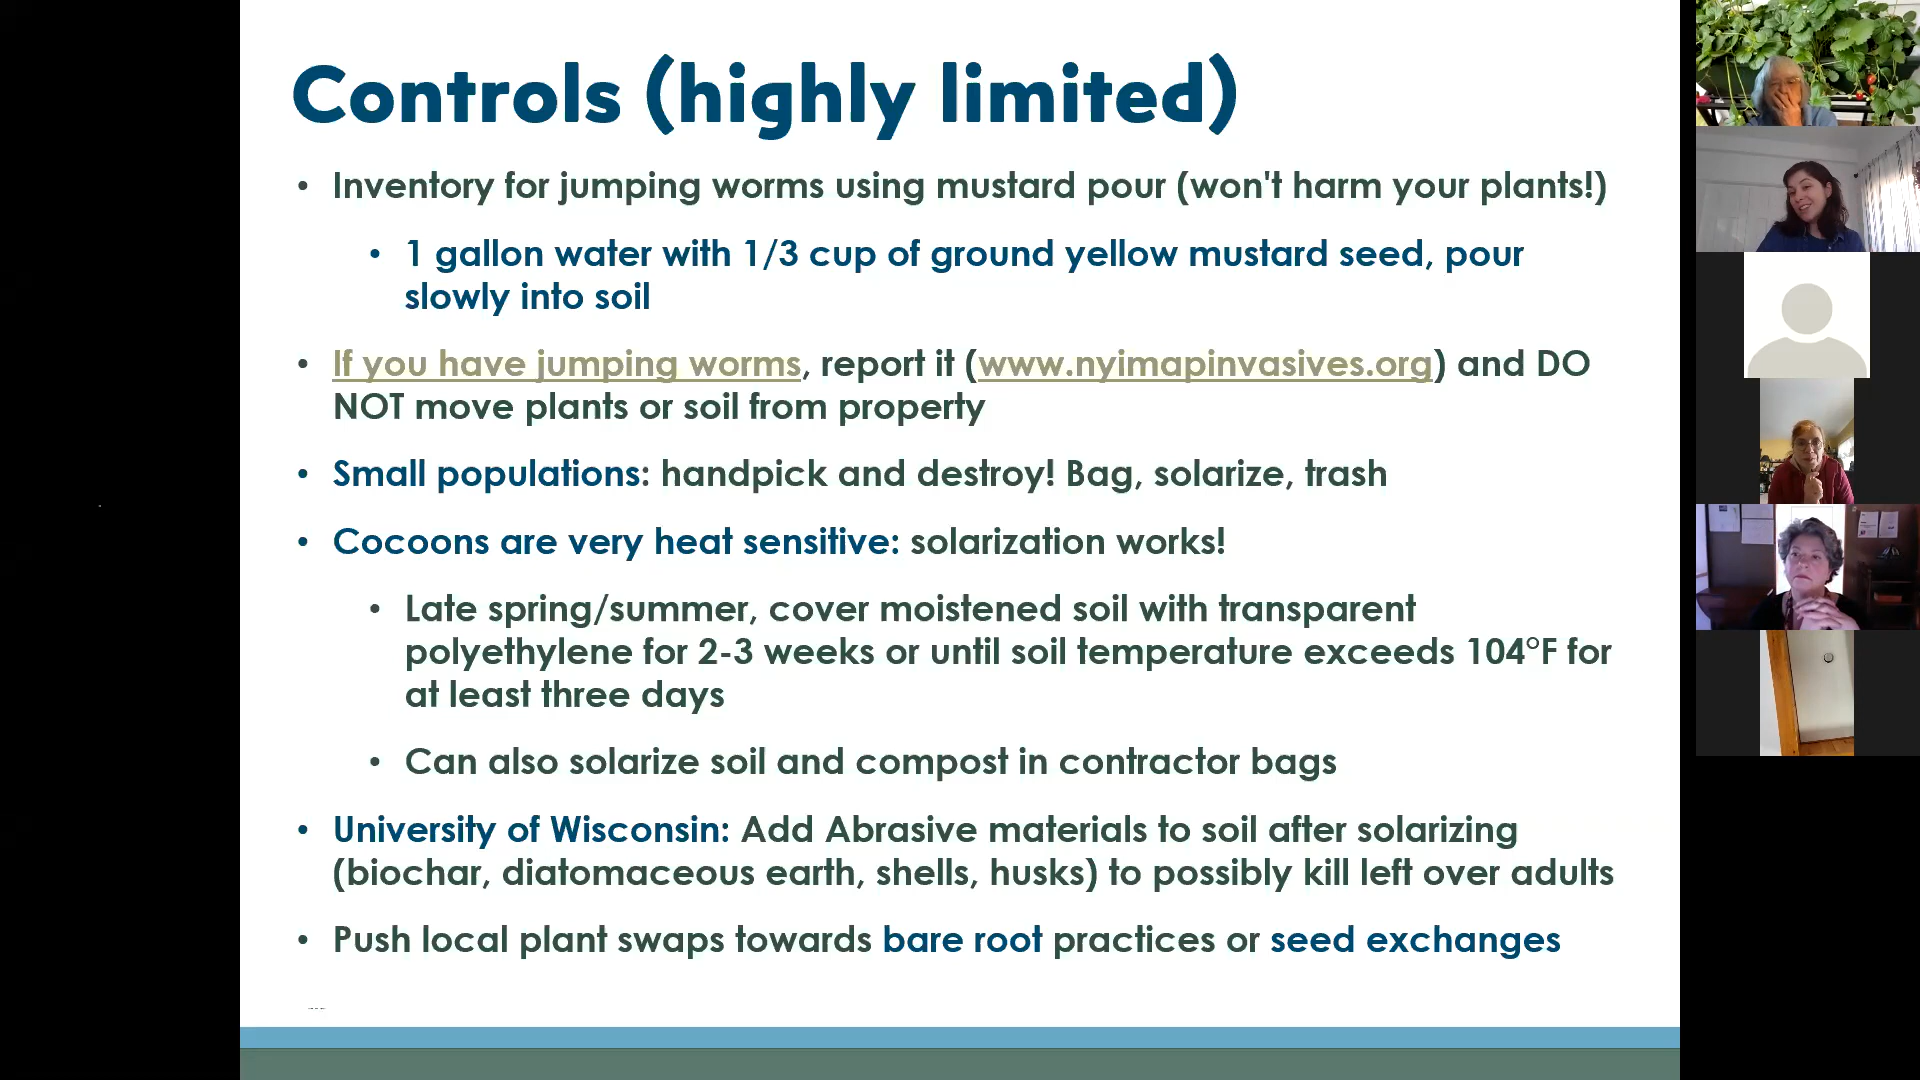 Controls (highly limited)
• Inventory for jumping worms using mustard pour (won't harm your plants!)
• 1 gallon water with 1/3 cup of ground yellow mustard seed, pour
slowly into soil
• If you have jumping worms, report it (www.nyimapinvasives.org) and DO
NOT move plants or soil from property
• Small populations: handpick and destroy! Bag, solarize, trash
• Cocoons are very heat sensitive: solarization works!
• Late spring/summer, cover moistened soil with transparent
polyethylene for 2-3 weeks or until soil temperature exceeds 104°F for
at least three days
• Can also solarize soil and compost in contractor bags
• University of Wisconsin: Add Abrasive materials to soil after solarizing
(biochar, diatomaceous earth, shells, husks) to possibly kill left over adults
• Push local plant swaps towards bare root practices or seed exchanges